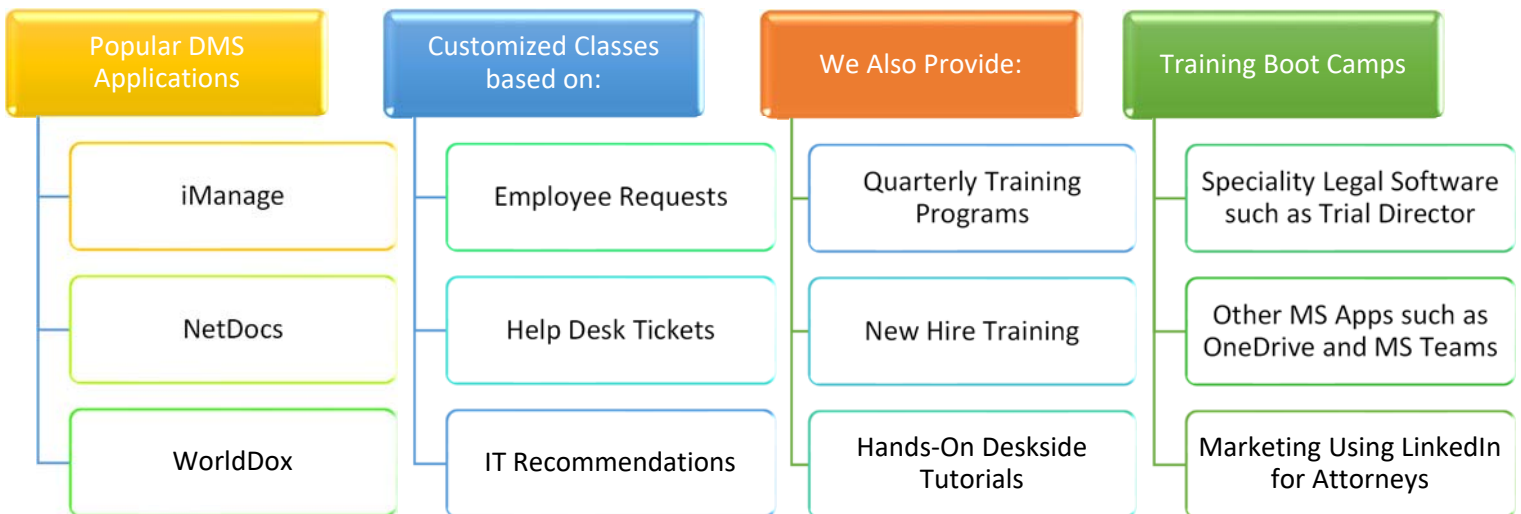 Popular DMS
Applications
iManage
NetDocs
WorldDox
Customized Classes
based on:
Employee Requests
Help Desk Tickets
IT Recommendations
We Also Provide:
Quarterly Training
Programs
New Hire Training
Hands-On Deskside
Tutorials
Training Boot Camps
Speciality Legal Software
such as Trial Director
Other MS Apps such as
OneDrive and MS Teams
Marketing Using LinkedIn
for Attorneys